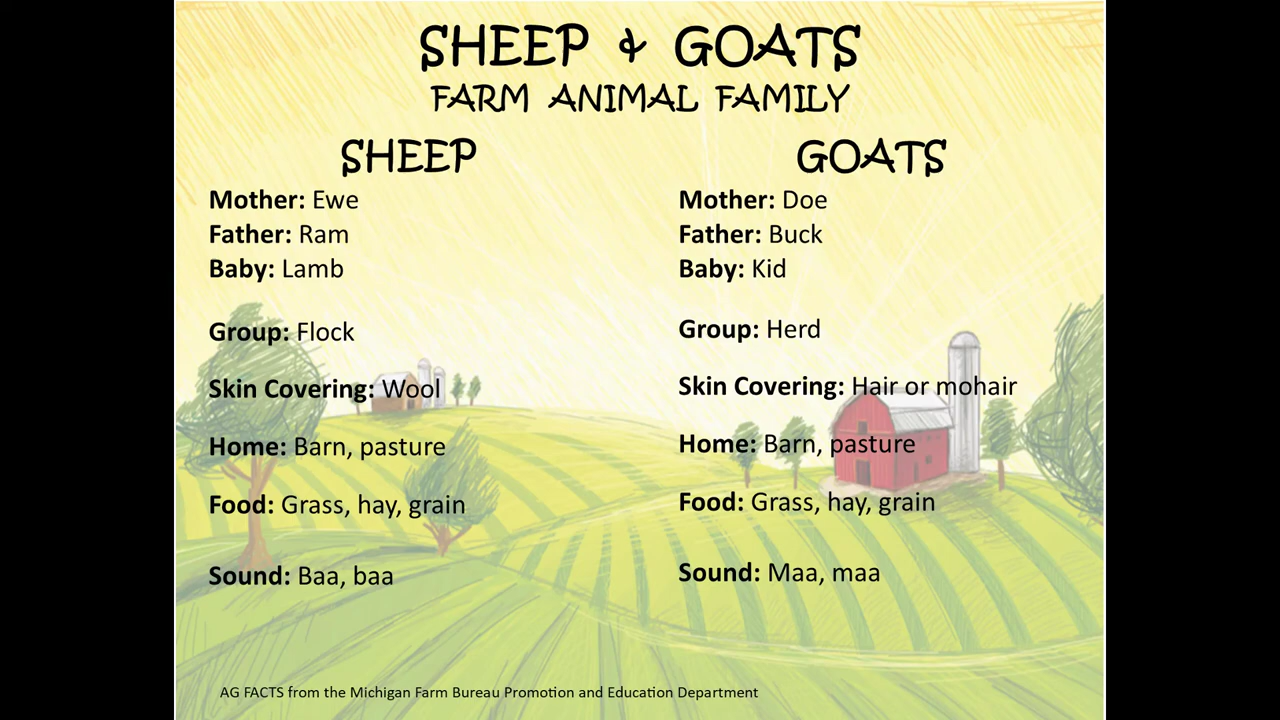 SHEEP & GOATS
FARM ANIMAL FAMILY
SHEEP
Mother: Ewe
Father: Ram
Baby: Lamb
Group: Flock
Skin Covering: Wool
Home: Barn, pasture
Food: Grass, hay, grain
Sound: Baa, baa
GOATS
Mother: Doe
Father: Buck
Baby: Kid
Group: Herd
Skin Covering: Hair or mohair
Home: Barn, pasture
Food: Grass, hay, grain
Sound: Maa, maa
AG FACTS from the Michigan Farm Bureau Promotion and Education Department